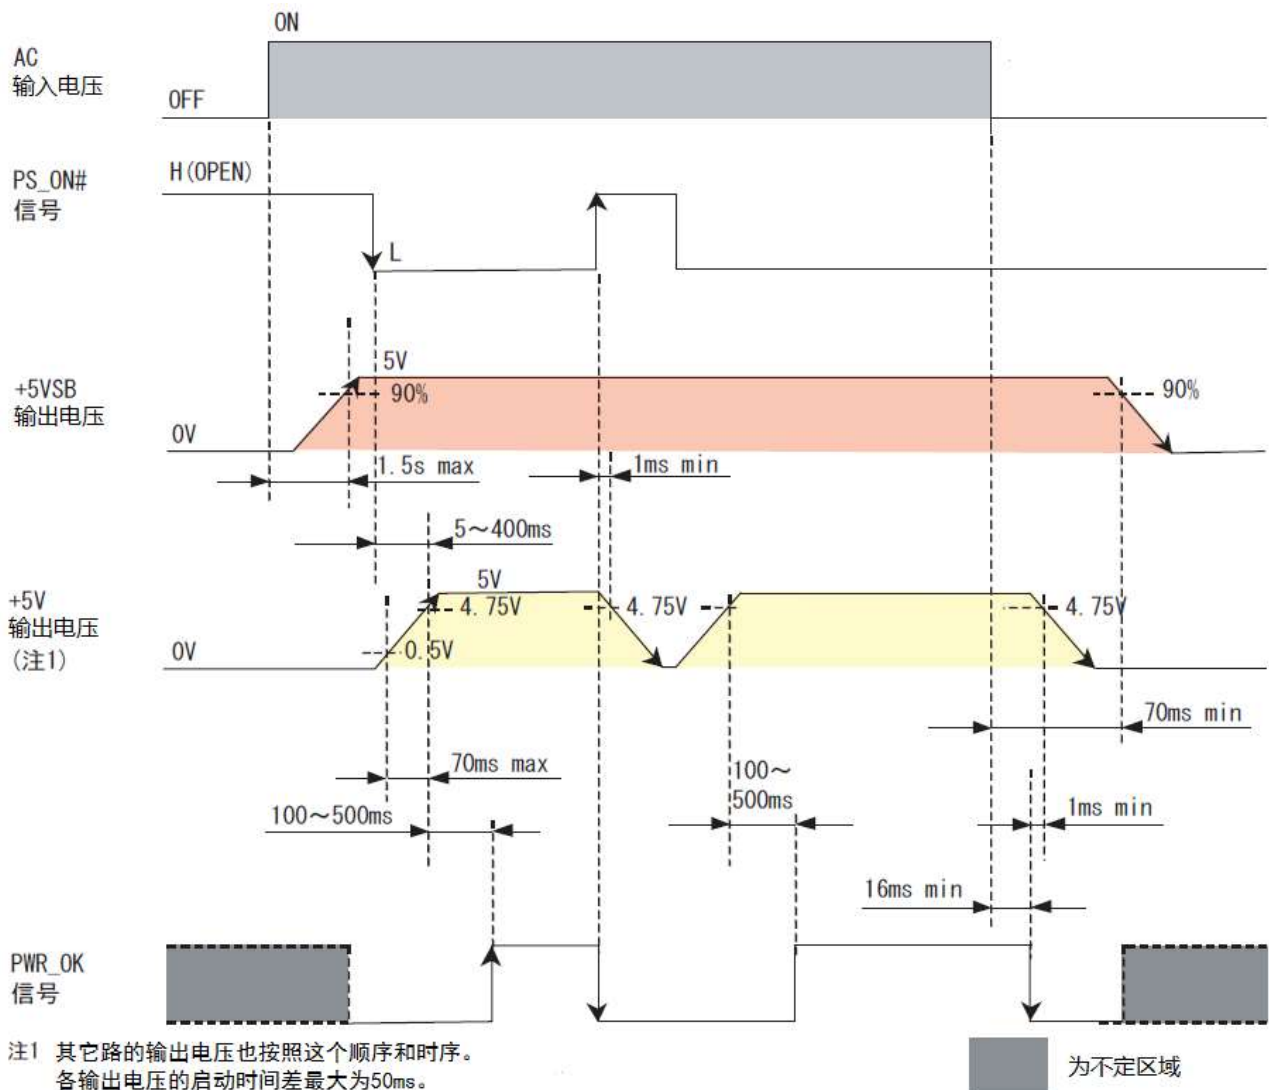 ON
AC
输入电压
OFF
H(OPEN)
PS_ON#
信号
L
5V
+5VSB
输出电压
90%
90%
0V
1.5s max
1ms min
5～400ms
+5V
输出电压
(注1)
5V
4.75V
4.75V
4.75V
0.5V
0V
70ms min
70ms max
100～
500ms
100～500ms
1ms min
16ms min
PWR_OK
信号
注1 其它路的输出电压也按照这个顺序和时序。
各输出电压的启动时间差最大为50ms。
为不定区域